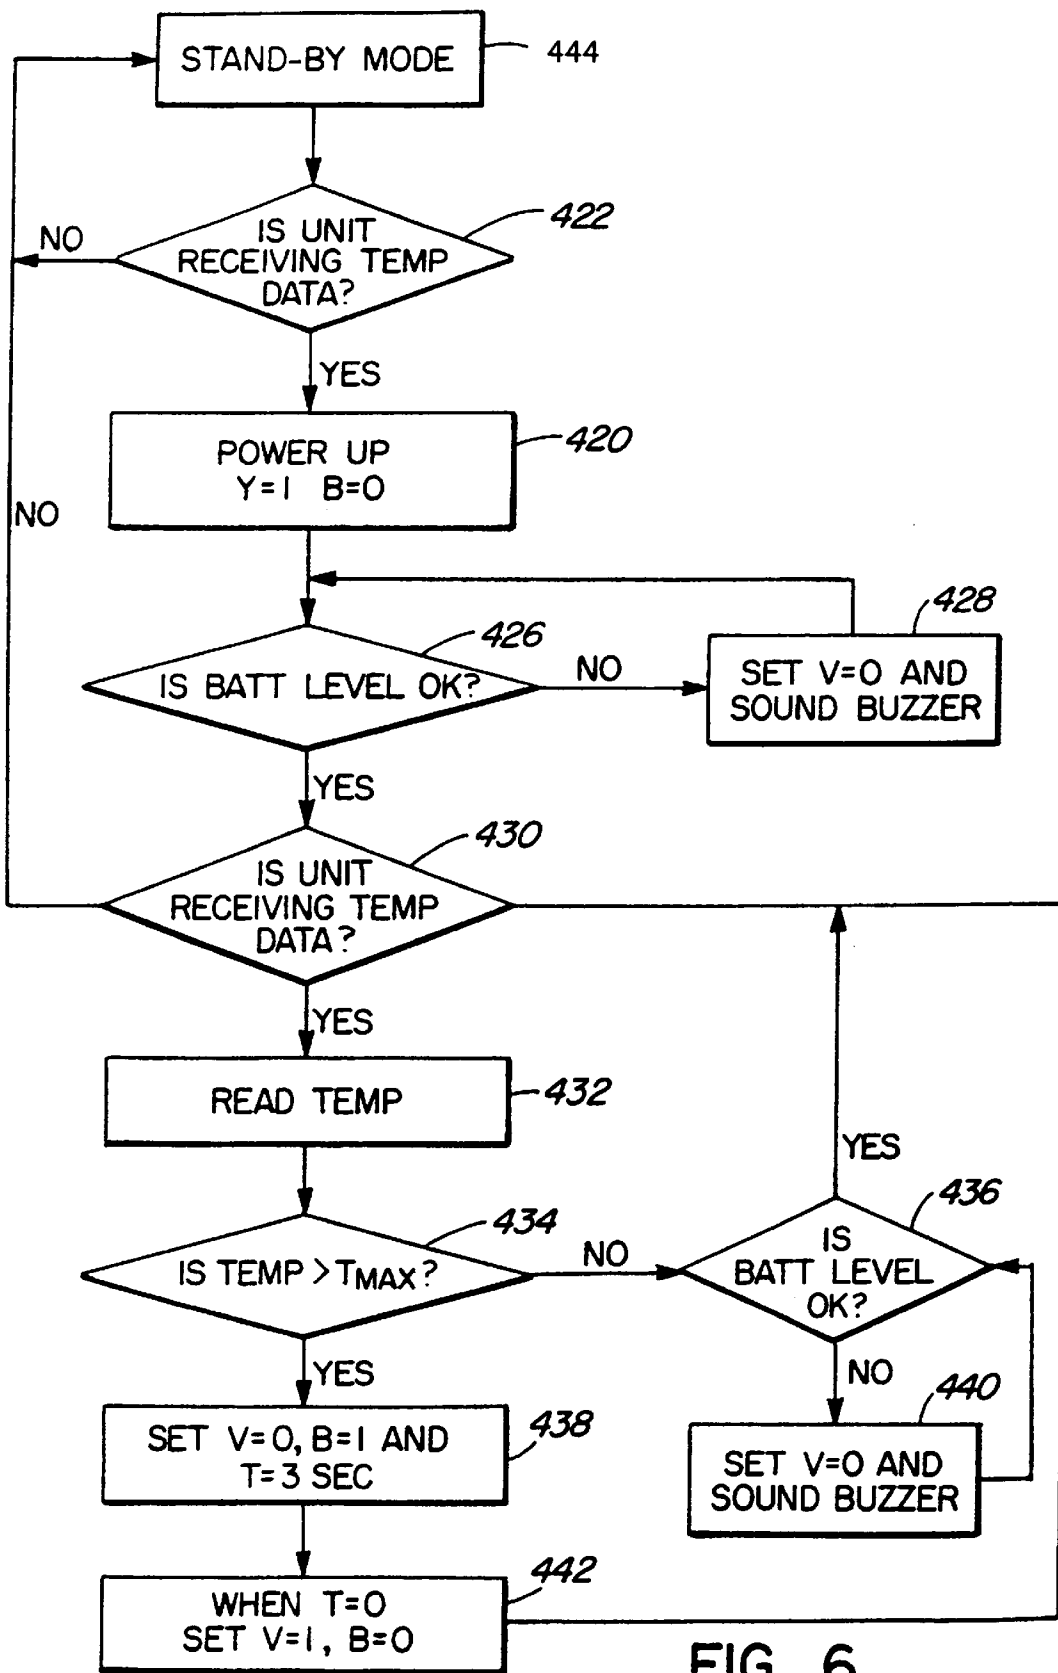 STAND-BY MODE
444
IS UNIT
RECEIVING TEMP
DATA?
422
NO
YES
POWER UP
Y=1 B=0
420
NO
IS BATT LEVEL OK?
426
NO
SET V=0 AND
SOUND BUZZER
428
YES
IS UNIT
RECEIVING TEMP
DATA?
430
YES
READ TEMP
432
IS TEMP > TMAX?
434
NO
IS
BATT LEVEL
OK?
436
YES
NO
SET V=0 AND
SOUND BUZZER
440
YES
SET V=0, B=1 AND
T=3 SEC
438
WHEN T=0
SET V=1, B=0
442
FIG. 6